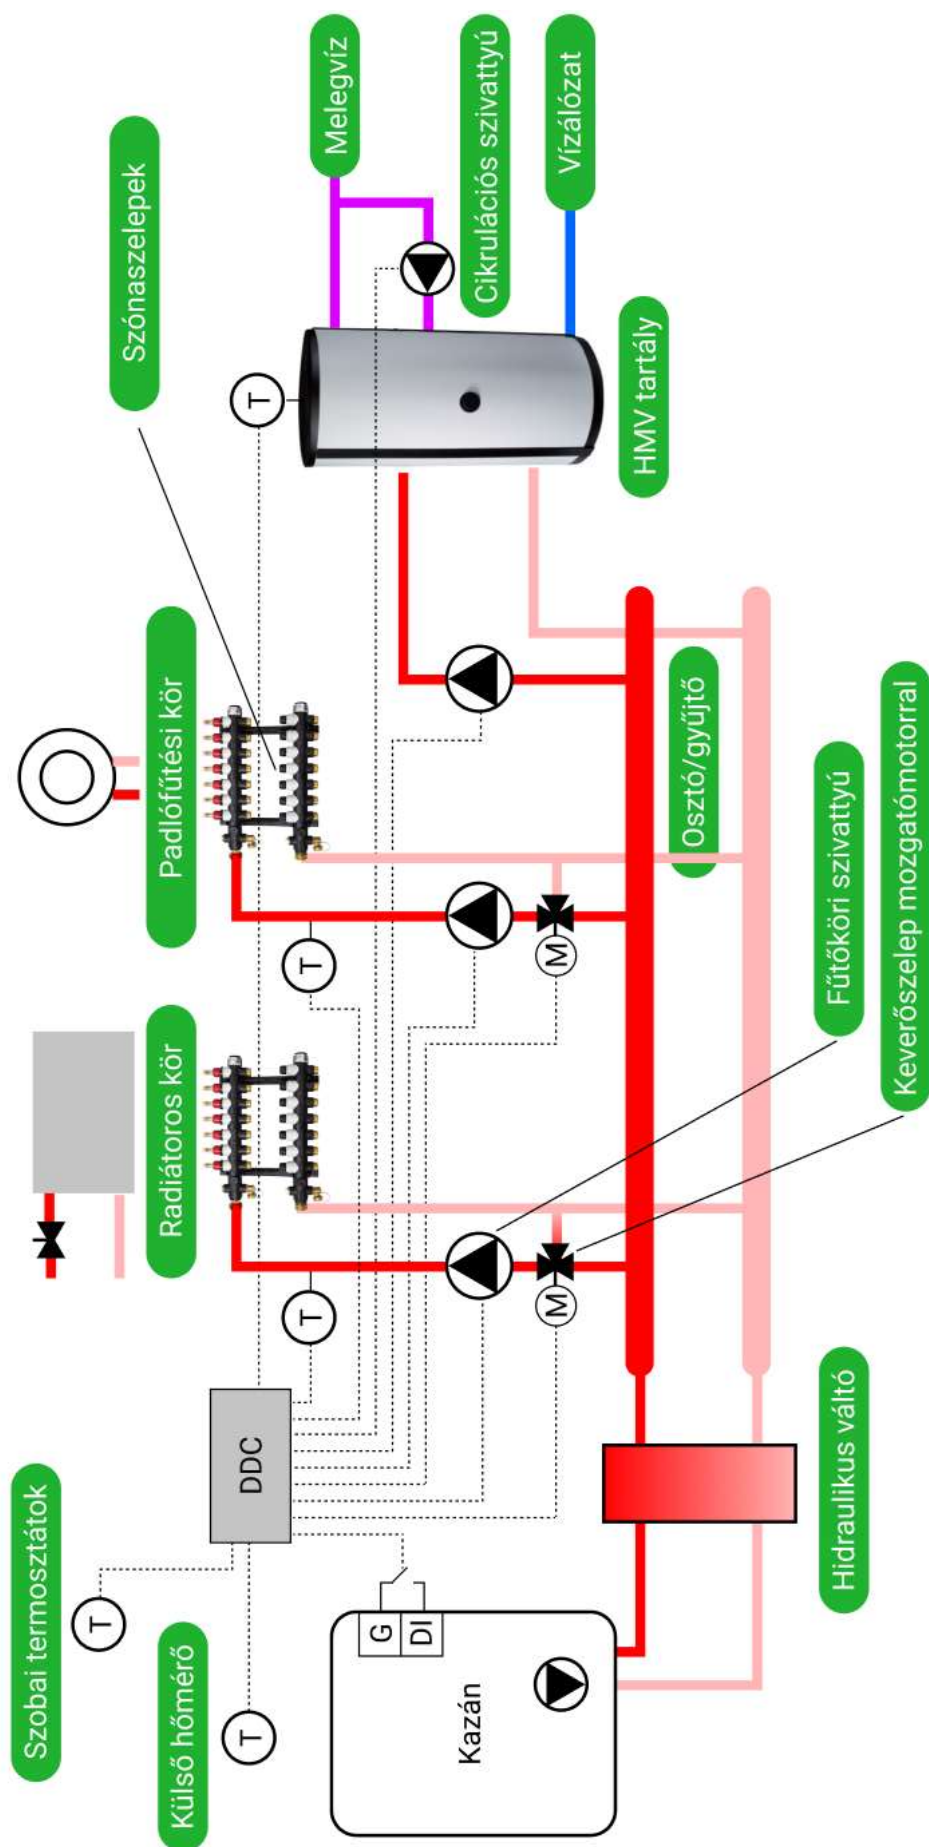 Szobai termosztátok
T
Külső hőmérő
T
DDC
Kazán
G
DI
Radiátoros kör
T
M
Padlófűtési kör
T
M
Szónaszelepek
T
Melegvíz
Cikrulációs szivattyú
Vízálózat
HMV tartály
Osztó/gyűjtő
Fűtőköri szivattyú
Keverőszelep mozgatómotorral
Hidraulikus váltó